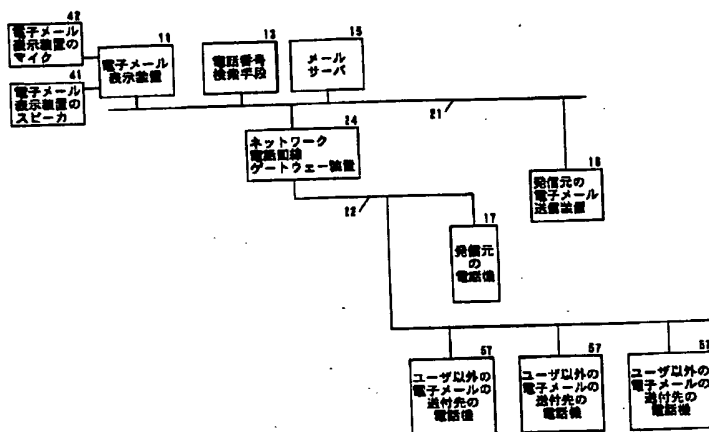 42
電子メール
表示装置の
マイク
41
電子メール
表示装置の
スピーカ
11
電子メール
表示装置
13
電話番号
検索手段
15
メール
サーバ
21
24
ネットワーク
電話回線
ゲートウェー装置
22
17
発信元
の
電話機
18
発信元の
電子メール
送信装置
57
ユーザ以外の
電子メールの
送付先の
電話機
57
ユーザ以外の
電子メールの
送付先の
電話機
57
ユーザ以外の
電子メールの
送付先の
電話機